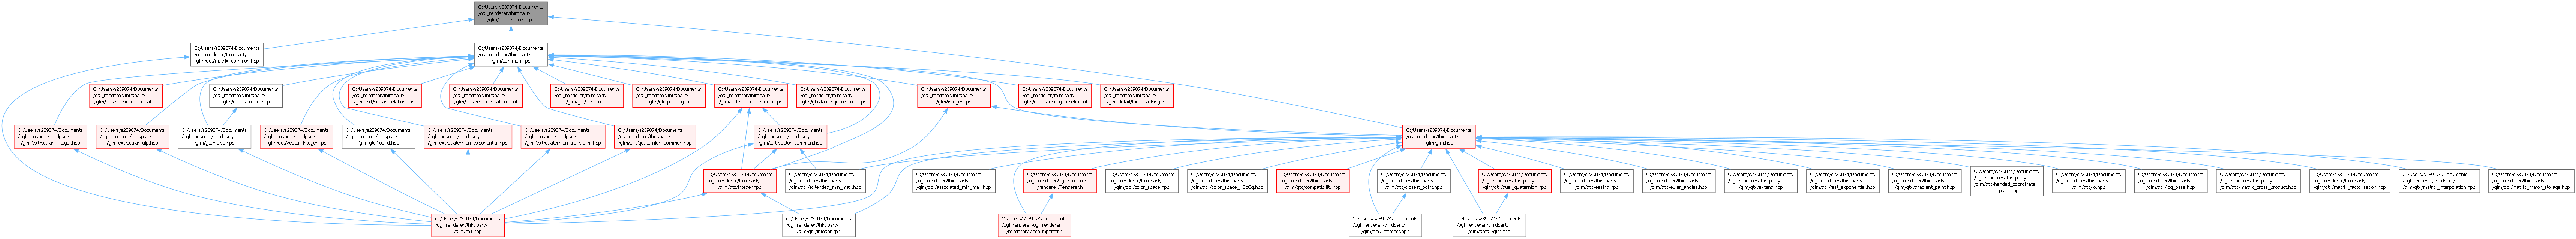 C:/Users/s239074/Documents
/ogl_renderer/thirdparty
/glm/detail/_fixes.hpp
C:/Users/s239074/Documents
/ogl_renderer/thirdparty
/glm/ext/matrix_common.hpp
C:/Users/s239074/Documents
/ogl_renderer/thirdparty
/glm/common.hpp
C:/Users/s239074/Documents
/ogl_renderer/thirdparty
/glm/ext/matrix_relational.inl
C:/Users/s239074/Documents
/ogl_renderer/thirdparty
/glm/detail/_noise.hpp
C:/Users/s239074/Documents
/ogl_renderer/thirdparty
/glm/ext/scalar_relational.inl
C:/Users/s239074/Documents
/ogl_renderer/thirdparty
/glm/ext/vector_relational.inl
C:/Users/s239074/Documents
/ogl_renderer/thirdparty
/glm/gtc/epsilon.inl
C:/Users/s239074/Documents
/ogl_renderer/thirdparty
/glm/gtc/packing.inl
C:/Users/s239074/Documents
/ogl_renderer/thirdparty
/glm/ext/scalar_common.hpp
C:/Users/s239074/Documents
/ogl_renderer/thirdparty
/glm/gtx/fast_square_root.hpp
C:/Users/s239074/Documents
/ogl_renderer/thirdparty
/glm/integer.hpp
C:/Users/s239074/Documents
/ogl_renderer/thirdparty
/glm/detail/func_geometric.inl
C:/Users/s239074/Documents
/ogl_renderer/thirdparty
/glm/detail/func_packing.inl
C:/Users/s239074/Documents
/ogl_renderer/thirdparty
/glm/ext/scalar_integer.hpp
C:/Users/s239074/Documents
/ogl_renderer/thirdparty
/glm/ext/scalar_ulp.hpp
C:/Users/s239074/Documents
/ogl_renderer/thirdparty
/glm/gtc/noise.hpp
C:/Users/s239074/Documents
/ogl_renderer/thirdparty
/glm/ext/vector_integer.hpp
C:/Users/s239074/Documents
/ogl_renderer/thirdparty
/glm/gtc/round.hpp
C:/Users/s239074/Documents
/ogl_renderer/thirdparty
/glm/ext/quaternion_exponential.hpp
C:/Users/s239074/Documents
/ogl_renderer/thirdparty
/glm/ext/quaternion_transform.hpp
C:/Users/s239074/Documents
/ogl_renderer/thirdparty
/glm/ext/quaternion_common.hpp
C:/Users/s239074/Documents
/ogl_renderer/thirdparty
/glm/ext/vector_common.hpp
C:/Users/s239074/Documents
/ogl_renderer/thirdparty
/glm/glm.hpp
C:/Users/s239074/Documents
/ogl_renderer/thirdparty
/glm/gtc/integer.hpp
C:/Users/s239074/Documents
/ogl_renderer/thirdparty
/glm/gtx/extended_min_max.hpp
C:/Users/s239074/Documents
/ogl_renderer/thirdparty
/glm/gtx/associated_min_max.hpp
C:/Users/s239074/Documents
/ogl_renderer/ogl_renderer
/renderer/Renderer.h
C:/Users/s239074/Documents
/ogl_renderer/thirdparty
/glm/gtx/color_space.hpp
C:/Users/s239074/Documents
/ogl_renderer/thirdparty
/glm/gtx/color_space_YCoCg.hpp
C:/Users/s239074/Documents
/ogl_renderer/thirdparty
/glm/gtx/compatibility.hpp
C:/Users/s239074/Documents
/ogl_renderer/thirdparty
/glm/gtx/closest_point.hpp
C:/Users/s239074/Documents
/ogl_renderer/thirdparty
/glm/gtx/dual_quaternion.hpp
C:/Users/s239074/Documents
/ogl_renderer/thirdparty
/glm/gtx/easing.hpp
C:/Users/s239074/Documents
/ogl_renderer/thirdparty
/glm/gtx/euler_angles.hpp
C:/Users/s239074/Documents
/ogl_renderer/thirdparty
/glm/gtx/extend.hpp
C:/Users/s239074/Documents
/ogl_renderer/thirdparty
/glm/gtx/fast_exponential.hpp
C:/Users/s239074/Documents
/ogl_renderer/thirdparty
/glm/gtx/gradient_paint.hpp
C:/Users/s239074/Documents
/ogl_renderer/thirdparty
/glm/gtx/handed_coordinate
_space.hpp
C:/Users/s239074/Documents
/ogl_renderer/thirdparty
/glm/gtx/io.hpp
C:/Users/s239074/Documents
/ogl_renderer/thirdparty
/glm/gtx/log_base.hpp
C:/Users/s239074/Documents
/ogl_renderer/thirdparty
/glm/gtx/matrix_cross_product.hpp
C:/Users/s239074/Documents
/ogl_renderer/thirdparty
/glm/gtx/matrix_factorisation.hpp
C:/Users/s239074/Documents
/ogl_renderer/thirdparty
/glm/gtx/matrix_interpolation.hpp
C:/Users/s239074/Documents
/ogl_renderer/thirdparty
/glm/gtx/matrix_major_storage.hpp
C:/Users/s239074/Documents
/ogl_renderer/thirdparty
/glm/ext.hpp
C:/Users/s239074/Documents
/ogl_renderer/thirdparty
/glm/gtx/integer.hpp
C:/Users/s239074/Documents
/ogl_renderer/ogl_renderer
/renderer/MeshImporter.h
C:/Users/s239074/Documents
/ogl_renderer/thirdparty
/glm/gtx/intersect.hpp
C:/Users/s239074/Documents
/ogl_renderer/thirdparty
/glm/detail/glm.cpp